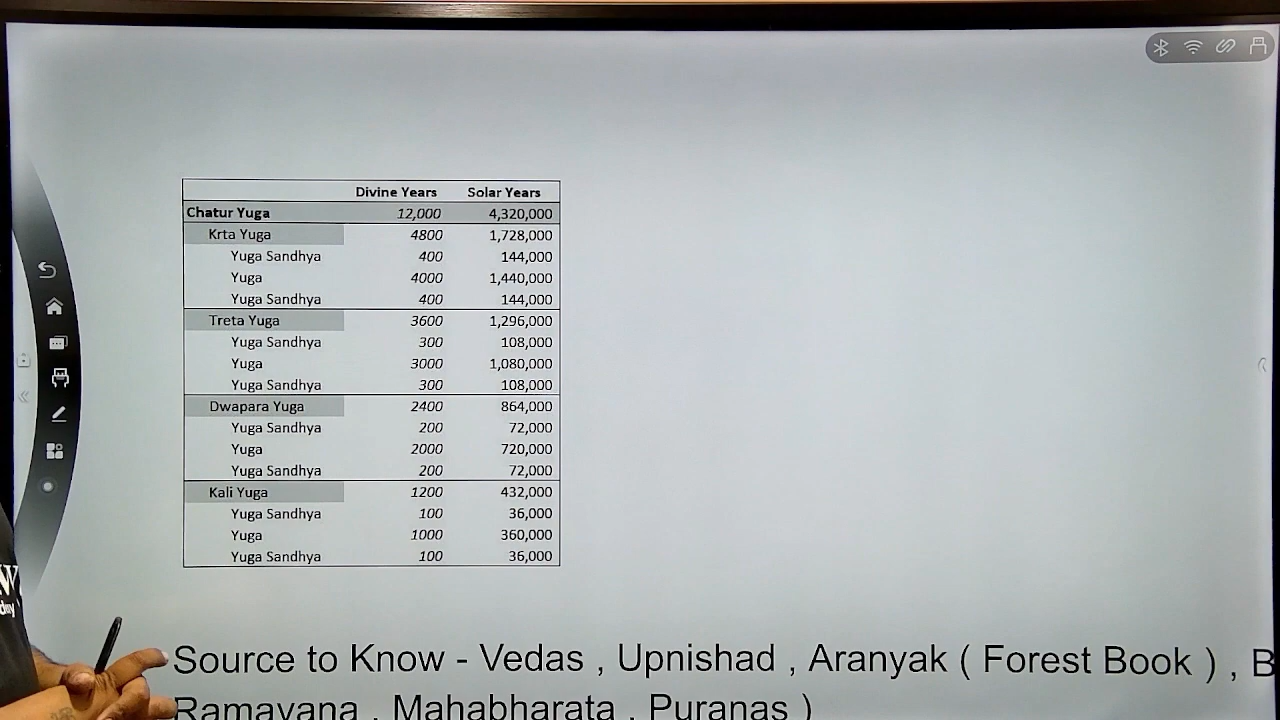 Divine Years Solar Years
Chatur Yuga 12,000 4,320,000
Krta Yuga 4800 1,728,000
Yuga Sandhya 400 144,000
Yuga 4000 1,440,000
Yuga Sandhya 400 144,000
Treta Yuga 3600 1,296,000
Yuga Sandhya 300 108,000
Yuga 3000 1,080,000
Yuga Sandhya 300 108,000
Dwapara Yuga 2400 864,000
Yuga Sandhya 200 72,000
Yuga 2000 720,000
Yuga Sandhya 200 72,000
Kali Yuga 1200 432,000
Yuga Sandhya 100 36,000
Yuga 1000 360,000
Yuga Sandhya 100 36,000
Source to Know - Vedas , Upnishad , Aranyak ( Forest Book ) , B
Ramayana , Mahabharata , Puranas )